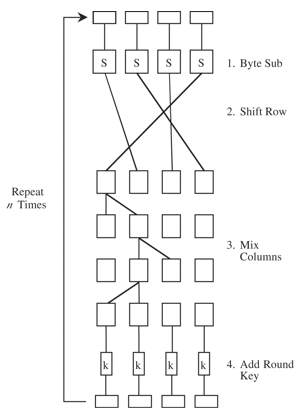 S S S S
1. Byte Sub
2. Shift Row
Repeat
n Times
3. Mix
Columns
k k k k
4. Add Round
Key